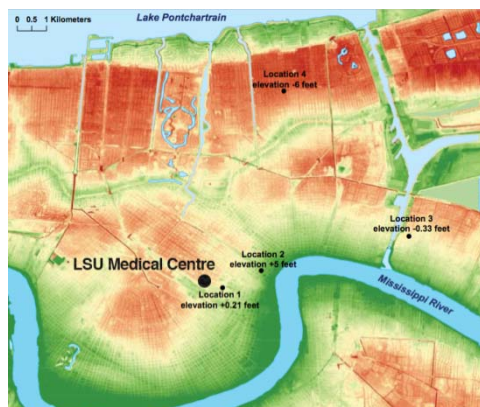 Lake Pontchartrain
0 0.5 1 Kilometers
Location 4
elevation -6 feet
Location 3
elevation -0.33 feet
Location 2
elevation +5 feet
LSU Medical Centre
Mississippi River
Location 1
elevation +0.21 feet